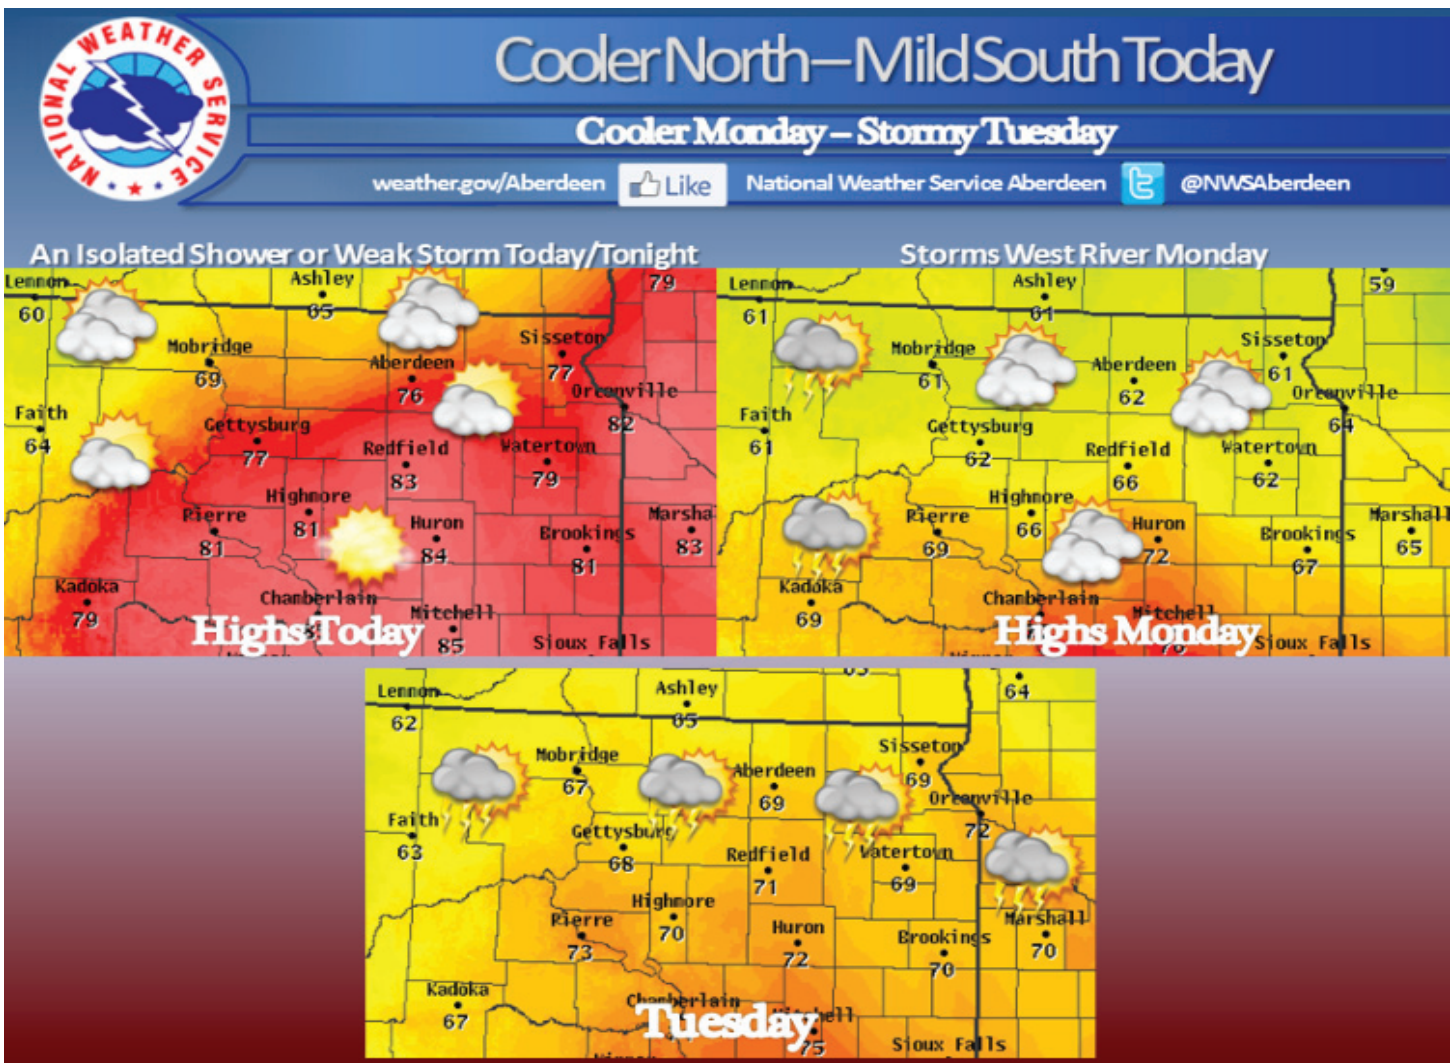 NATIONAL WEATHER SERVICE
Cooler North – Mild South Today
Cooler Monday – Stormy Tuesday
weather.gov/Aberdeen Like National Weather Service Aberdeen @NWSAberdeen
An Isolated Shower or Weak Storm Today/Tonight
Lemmon
60
Ashley
65
79
Mobridge
69
Aberdeen
76
Sisseton
77
Ortonville
82
Faith
64
Gettysburg
77
Redfield
83
Watertown
79
Highmore
81
Pierre
81
Huron
84
Brookings
81
Marsha
83
Kadoka
79
Chamberlain
Mitchell
85
Sioux Falls
Highs Today
Storms West River Monday
Lemmon
61
Ashley
61
59
Mobridge
61
Aberdeen
62
Sisseton
61
Ortonville
64
Faith
61
Gettysburg
62
Redfield
66
Watertown
62
Highmore
66
Pierre
69
Huron
72
Brookings
67
Marshall
65
Kadoka
69
Chamberlain
Mitchell
Sioux Falls
Highs Monday
Lemmon
62
Ashley
65
64
Mobridge
67
Aberdeen
69
Sisseton
69
Ortonville
72
Faith
63
Gettysburg
68
Redfield
71
Watertown
69
Highmore
70
Pierre
73
Huron
72
Brookings
70
Marshall
70
Kadoka
67
Chamberlain
75
Sioux Falls
Tuesday